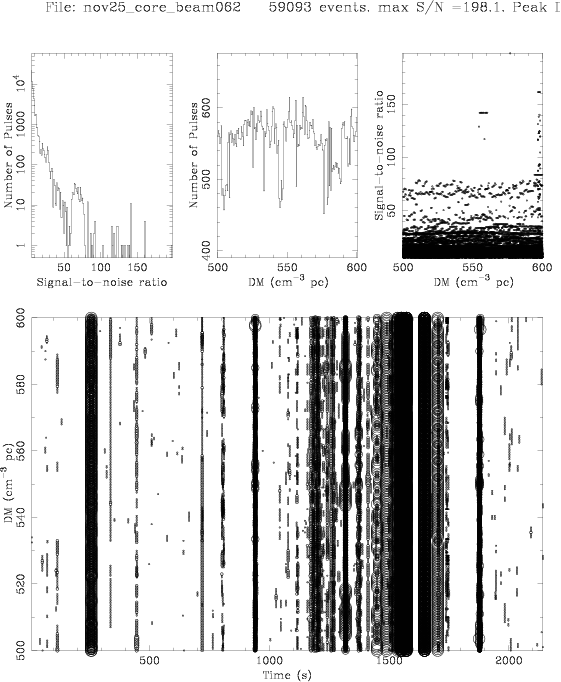 File: nov25_core_beam062 59093 events. max S/N =198.1. Peak
Number of Pulses
10⁴
1000
100
10
1
50 100 150
Signal-to-noise ratio
Number of Pulses
600
500
400
500 550 600
DM (cm⁻³ pc)
Signal-to-noise ratio
150
100
50
500 550 600
DM (cm⁻³ pc)
DM (cm⁻³ pc)
600
580
560
540
520
500
500 1000 1500 2000
Time (s)